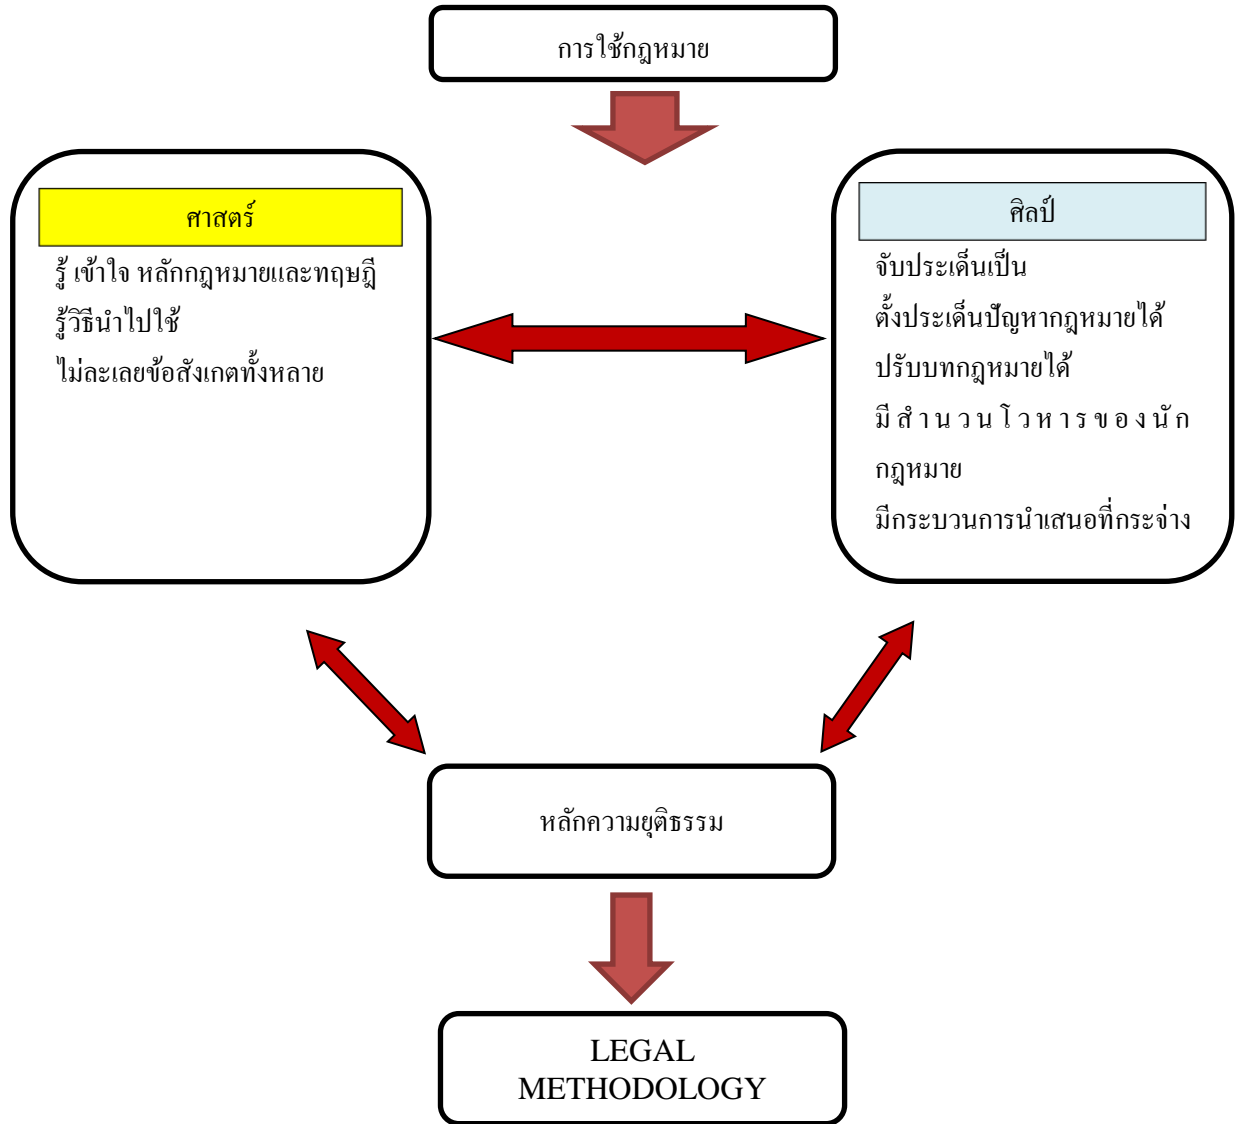 การใช้กฎหมาย
ศาสตร์
รู้ เข้าใจ หลักกฎหมายและทฤษฎี
รู้วิธีนำไปใช้
ไม่ละเลยข้อสังเกตทั้งหลาย
ศิลป์
จับประเด็นเป็น
ตั้งประเด็นปัญหากฎหมายได้
ปรับบทกฎหมายได้
มีสำนวนโวหารของนัก
กฎหมาย
มีกระบวนการนำเสนอที่กระจ่าง
หลักความยุติธรรม
LEGAL
METHODOLOGY